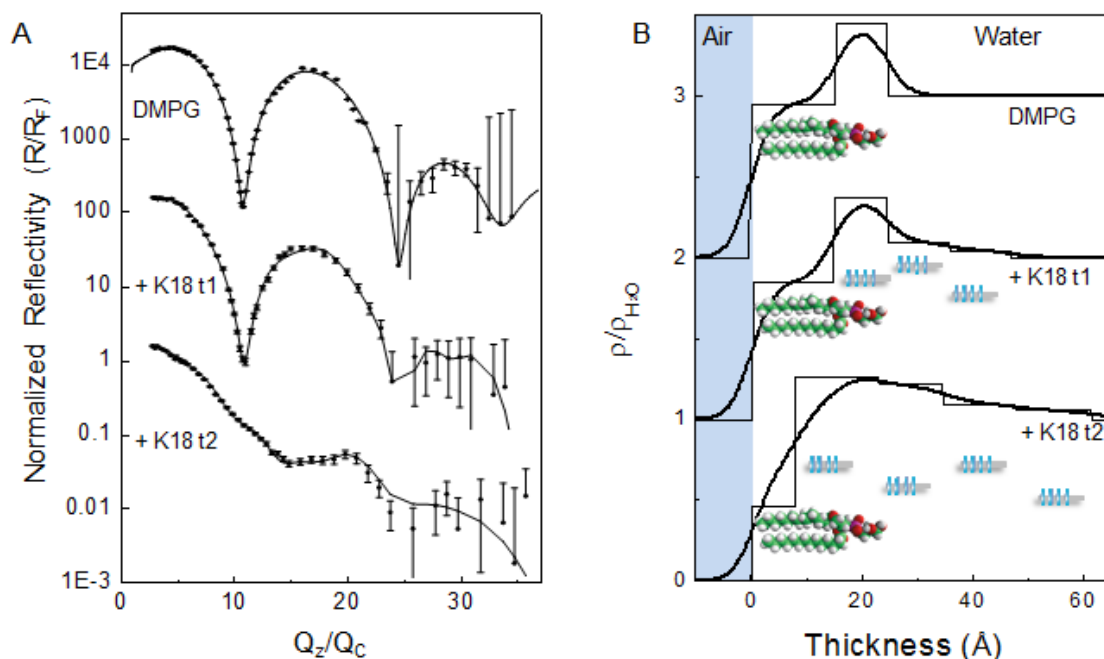 A
1E4
1000
100
10
1
0.1
0.01
1E-3
Normalized Reflectivity (R/R_F)
DMPG
+ K18 t1
+ K18 t2
0 10 20 30
Q_z/Q_C
B
Air
Water
3
2
1
0
ρ/ρ_H₂O
DMPG
+ K18 t1
+ K18 t2
0 20 40 60
Thickness (Å)